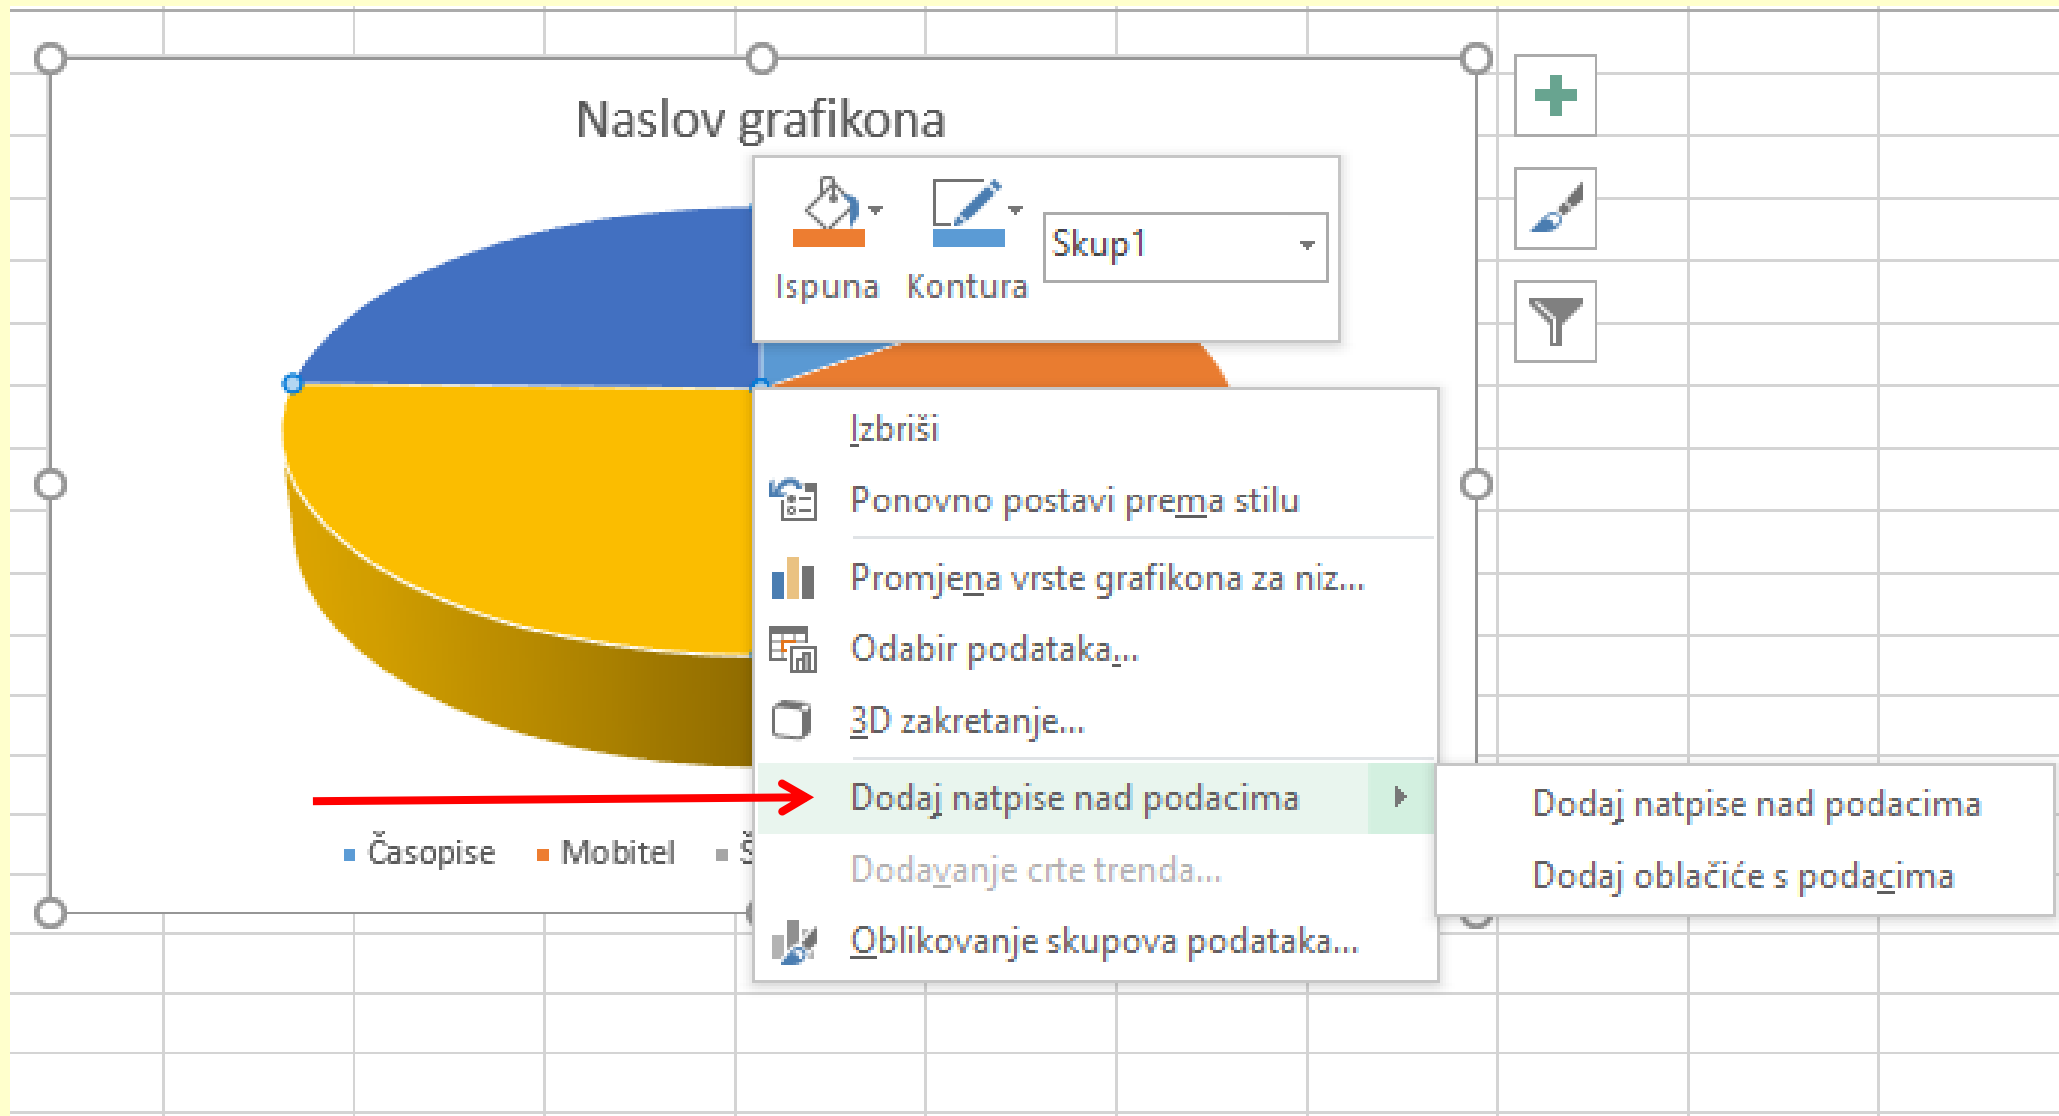 Naslov grafikona
Ispuna
Kontura
Skup1
Izbriši
Ponovno postavi prema stilu
Promjena vrste grafikona za niz...
Odabir podataka...
3D zakretanje...
Dodaj natpise nad podacima
Dodavanje crte trenda...
Oblikovanje skupova podataka...
Dodaj natpise nad podacima
Dodaj oblačiće s podacima
Časopise
Mobitel